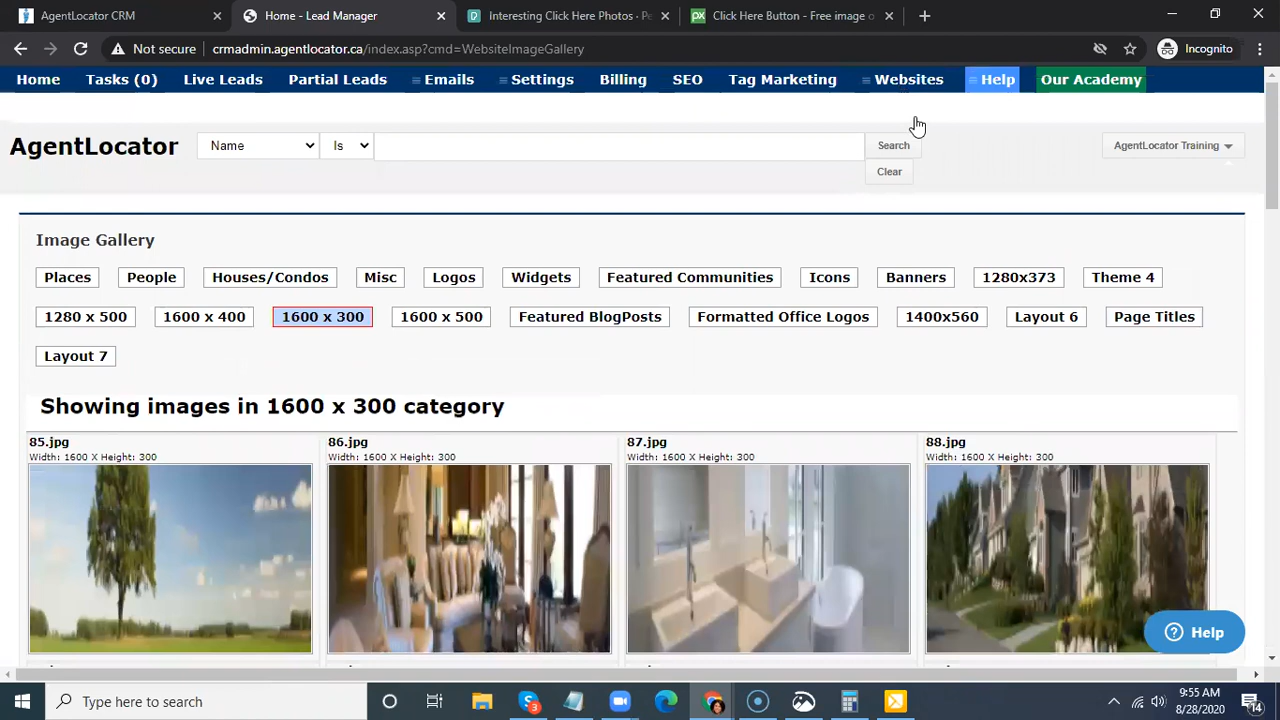 AgentLocator CRM
Home - Lead Manager
Interesting Click Here Photos · Pe
Click Here Button - Free image o
Not secure
crmadmin.agentlocator.ca/index.asp?cmd=WebsiteImageGallery
Incognito
Home
Tasks (0)
Live Leads
Partial Leads
Emails
Settings
Billing
SEO
Tag Marketing
Websites
Help
Our Academy
AgentLocator
Name
Is
Search
Clear
AgentLocator Training
Image Gallery
Places
People
Houses/Condos
Misc
Logos
Widgets
Featured Communities
Icons
Banners
1280x373
Theme 4
1280 x 500
1600 x 400
1600 x 300
1600 x 500
Featured BlogPosts
Formatted Office Logos
1400x560
Layout 6
Page Titles
Layout 7
Showing images in 1600 x 300 category
85.jpg
Width: 1600 X Height: 300
86.jpg
Width: 1600 X Height: 300
87.jpg
Width: 1600 X Height: 300
88.jpg
Width: 1600 X Height: 300
Help
Type here to search
9:55 AM
8/28/2020